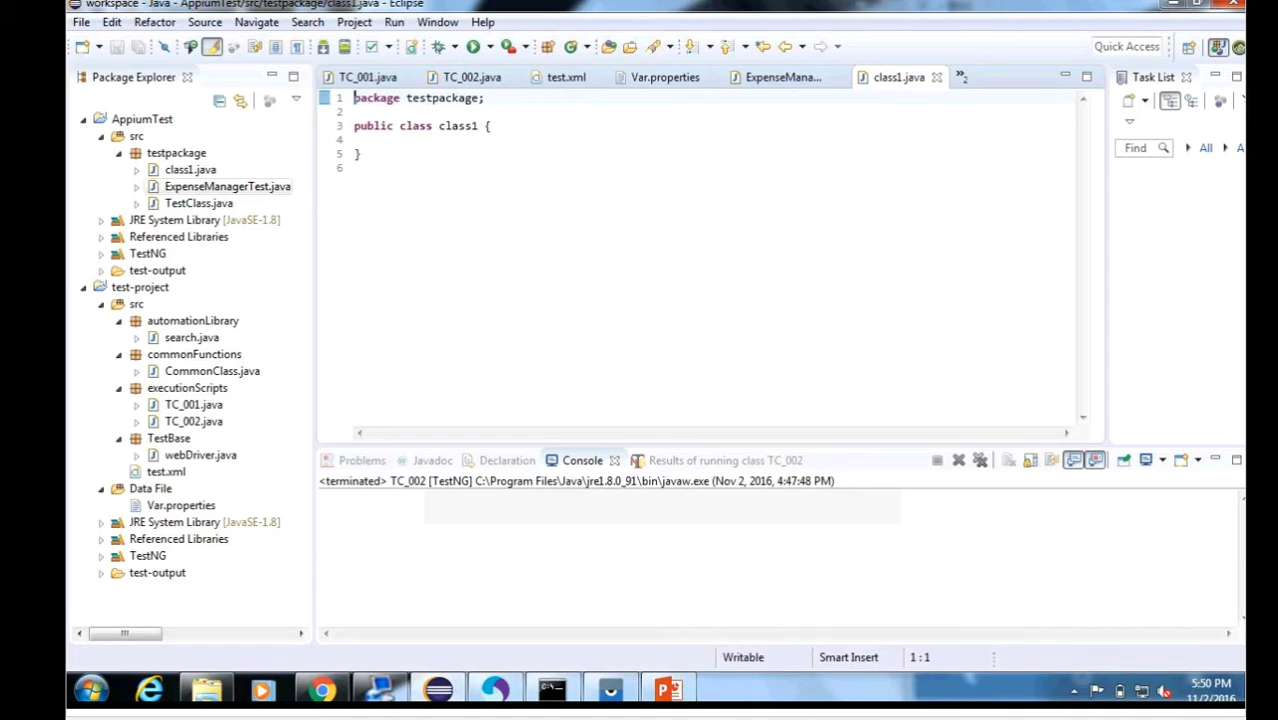 workspace - Java - AppiumTest/src/testpackage/class1.java - Eclipse
File Edit Refactor Source Navigate Search Project Run Window Help
Quick Access
Package Explorer
TC_001.java TC_002.java test.xml Var.properties ExpenseMana... class1.java »2
Task List
AppiumTest
src
testpackage
class1.java
ExpenseManagerTest.java
TestClass.java
JRE System Library [JavaSE-1.8]
Referenced Libraries
TestNG
test-output
test-project
src
automationLibrary
search.java
commonFunctions
CommonClass.java
executionScripts
TC_001.java
TC_002.java
TestBase
webDriver.java
test.xml
Data File
Var.properties
JRE System Library [JavaSE-1.8]
Referenced Libraries
TestNG
test-output
1 package testpackage;
2
3 public class class1 {
4
5 }
6
Find All A
Problems Javadoc Declaration Console Results of running class TC_002
<terminated> TC_002 [TestNG] C:\Program Files\Java\jre1.8.0_91\bin\javaw.exe (Nov 2, 2016, 4:47:48 PM)
Writable Smart Insert 1 : 1
5:50 PM
11/2/2016